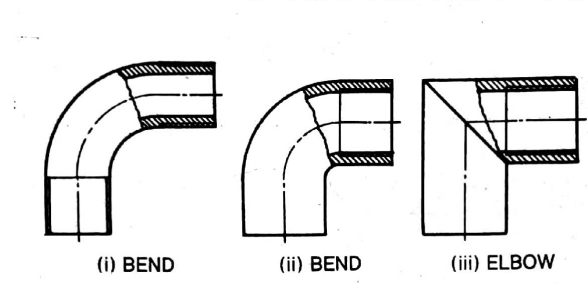 (i) BEND
(ii) BEND
(iii) ELBOW